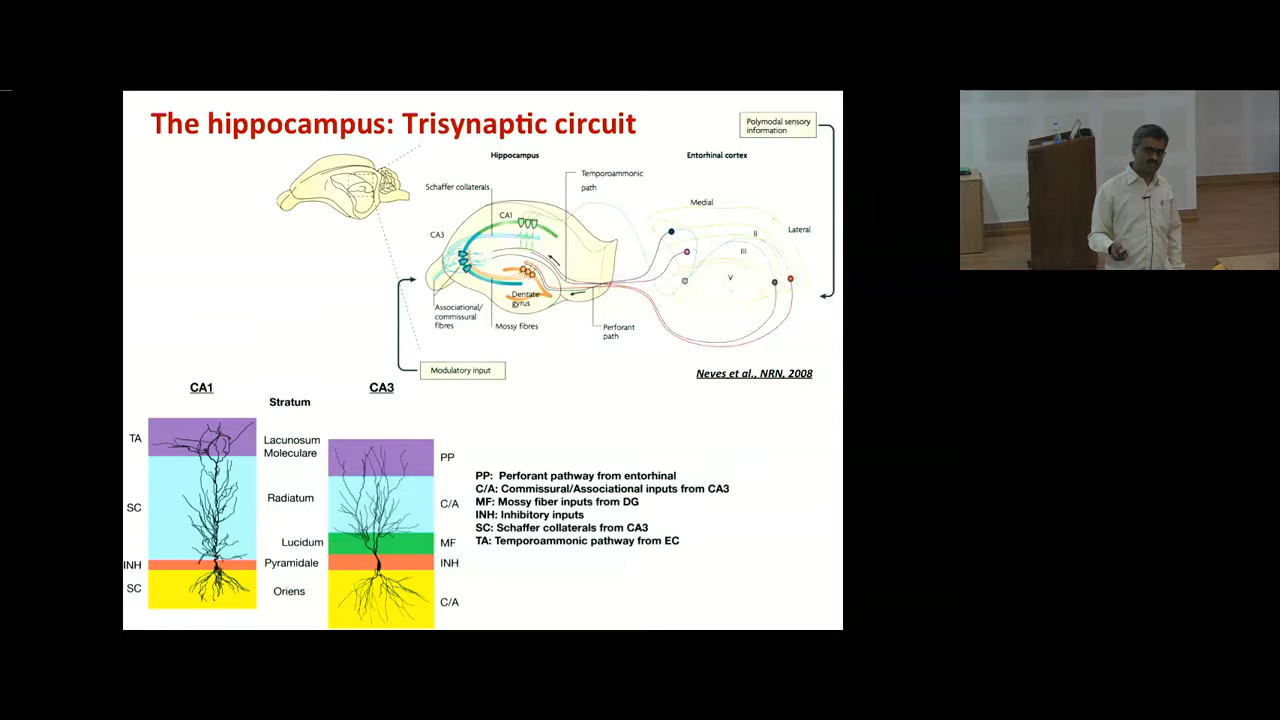 The hippocampus: Trisynaptic circuit
Polymodal sensory
information
Hippocampus
Entorhinal cortex
Temporoammonic
path
Schaffer collaterals
Medial
CA1
Lateral
CA3
II
III
V
Dentate
gyrus
Associational/
commissural
fibres
Mossy fibres
Perforant
path
Modulatory input
Neves et al., NRN, 2008
CA1
CA3
Stratum
TA
Lacunosum
Moleculare
PP
SC
Radiatum
C/A
Lucidum
MF
INH
Pyramidale
INH
SC
Oriens
C/A
PP: Perforant pathway from entorhinal
C/A: Commissural/Associational inputs from CA3
MF: Mossy fiber inputs from DG
INH: Inhibitory inputs
SC: Schaffer collaterals from CA3
TA: Temporoammonic pathway from EC